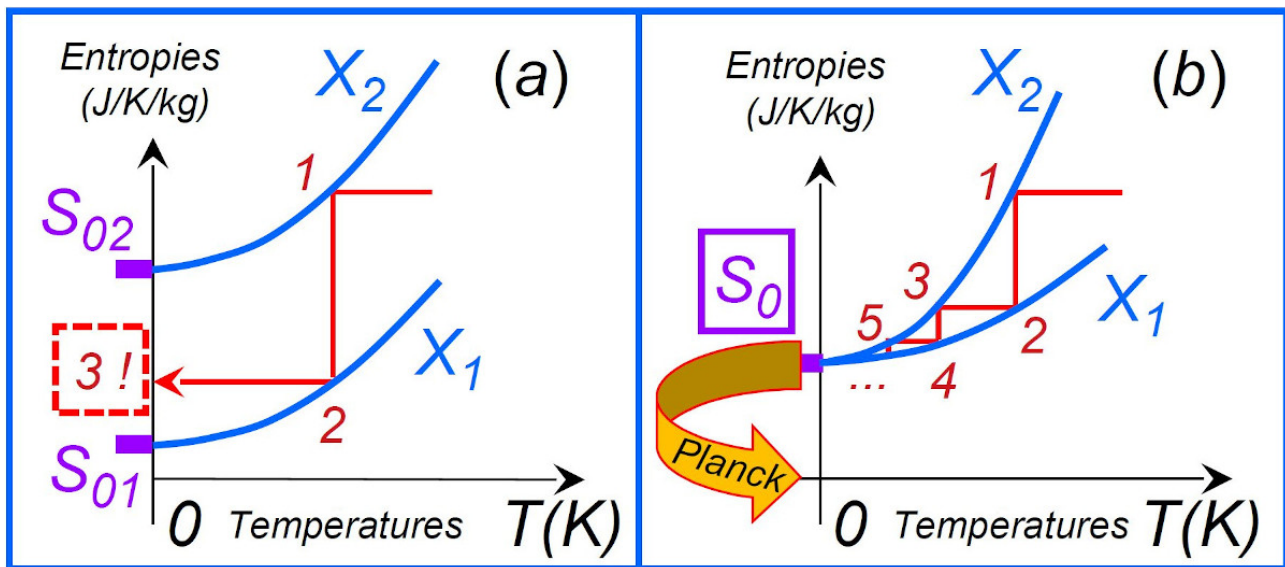 Entropies
(J/K/kg)
(a)
X2
1
S02
3 !
X1
2
S01
0
Temperatures
T(K)
Entropies
(J/K/kg)
(b)
X2
1
S0
3
5
X1
2
...
4
Planck
0
Temperatures
T(K)